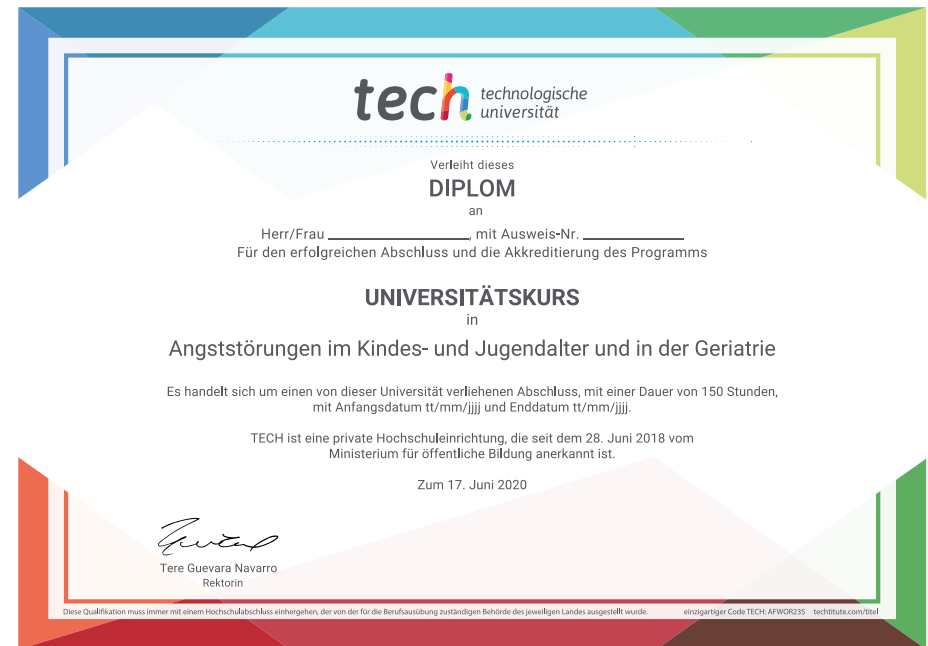 tech technologische
universität
Verleiht dieses
DIPLOM
an
Herr/Frau ________________, mit Ausweis-Nr. ____________
Für den erfolgreichen Abschluss und die Akkreditierung des Programms
UNIVERSITÄTSKURS
in
Angststörungen im Kindes- und Jugendalter und in der Geriatrie
Es handelt sich um einen von dieser Universität verliehenen Abschluss, mit einer Dauer von 150 Stunden,
mit Anfangsdatum tt/mm/jjjj und Enddatum tt/mm/jjjj.
TECH ist eine private Hochschuleinrichtung, die seit dem 28. Juni 2018 vom
Ministerium für öffentliche Bildung anerkannt ist.
Zum 17. Juni 2020
Tere Guevara Navarro
Rektorin
Diese Qualifikation muss immer mit einem Hochschulabschluss einhergehen, der von der für die Berufsausübung zuständigen Behörde des jeweiligen Landes ausgestellt wurde. einzigartiger Code TECH: AFWOR23S techtitute.com/titel